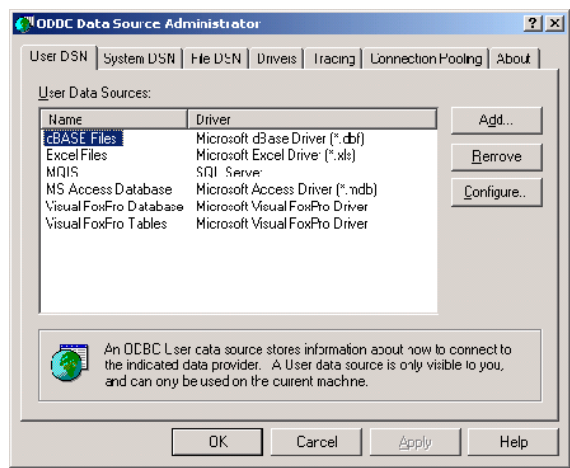 ODBC Data Source Administrator
User DSN System DSN File DSN Drivers Tracing Connection Pooling About
User Data Sources:
Name Driver
dBASE Files Microsoft dBase Driver (*.dbf)
Excel Files Microsoft Excel Driver (*.xls)
MQIS SQL Server
MS Access Database Microsoft Access Driver (*.mdb)
Visual FoxPro Database Microsoft Visual FoxPro Driver
Visual FoxPro Tables Microsoft Visual FoxPro Driver
Add...
Remove
Configure...
An ODBC User data source stores information about how to connect to
the indicated data provider. A User data source is only visible to you,
and can only be used on the current machine.
OK Cancel Apply Help